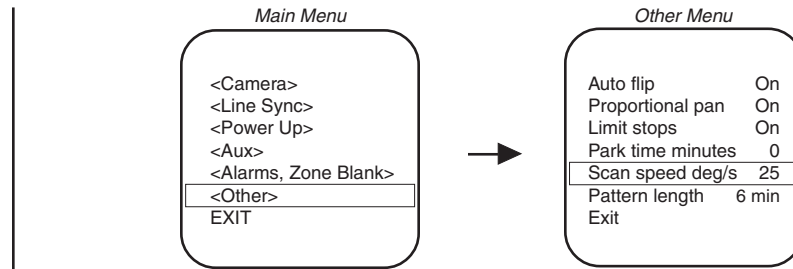 Main Menu
<Camera>
<Line Sync>
<Power Up>
<Aux>
<Alarms, Zone Blank>
<Other>
EXIT
Other Menu
Auto flip On
Proportional pan On
Limit stops On
Park time minutes 0
Scan speed deg/s 25
Pattern length 6 min
Exit